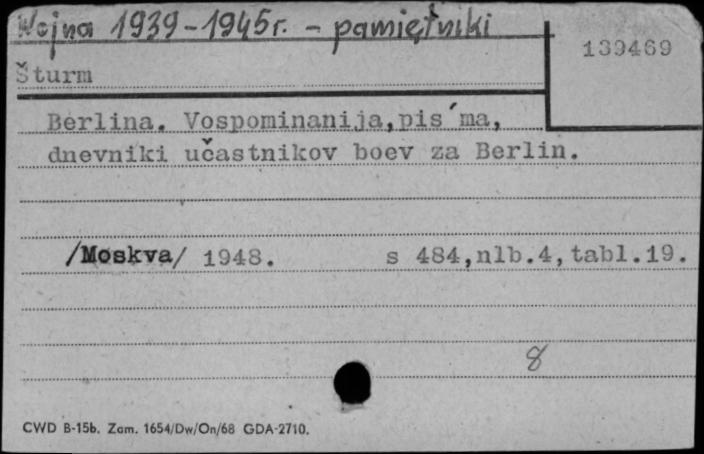 Wojna 1939-1945r. - pamiętniki
139469
Šturm
Berlina. Vospominanija,pis´ma,
dnevniki učastnikov boev za Berlin.
/Moskva/ 1948. s 484,nlb.4,tabl.19.
8
CWD B-15b. Zam. 1654/Dw/On/68 GDA-2710.